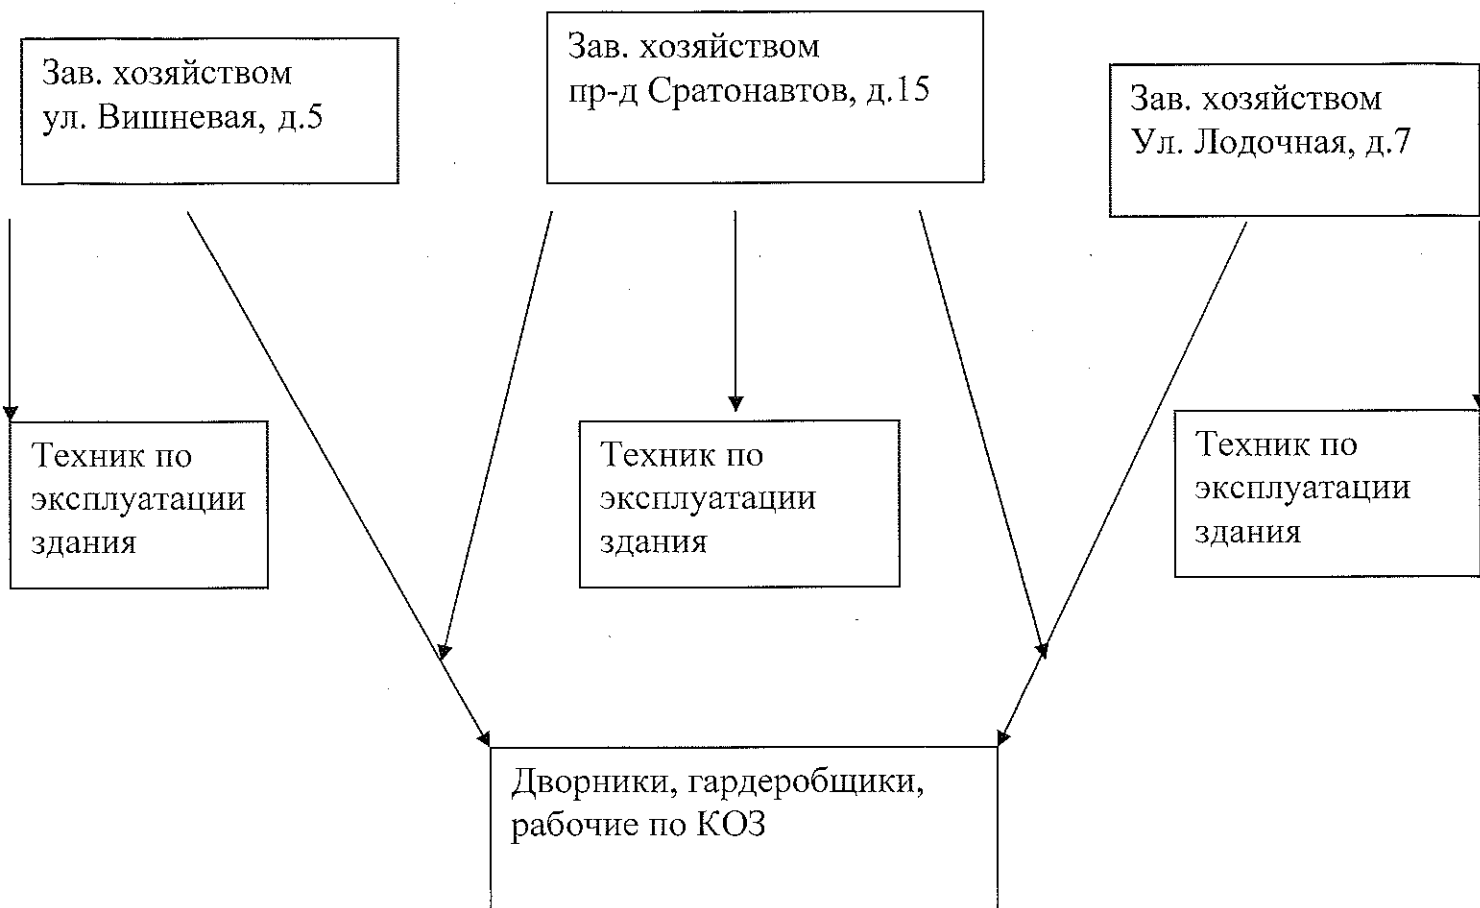 Зав. хозяйством
ул. Вишневая, д.5
Зав. хозяйством
пр-д Сратонавтов, д.15
Зав. хозяйством
Ул. Лодочная, д.7
Техник по
эксплуатации
здания
Техник по
эксплуатации
здания
Техник по
эксплуатации
здания
Дворники, гардеробщики,
рабочие по КОЗ